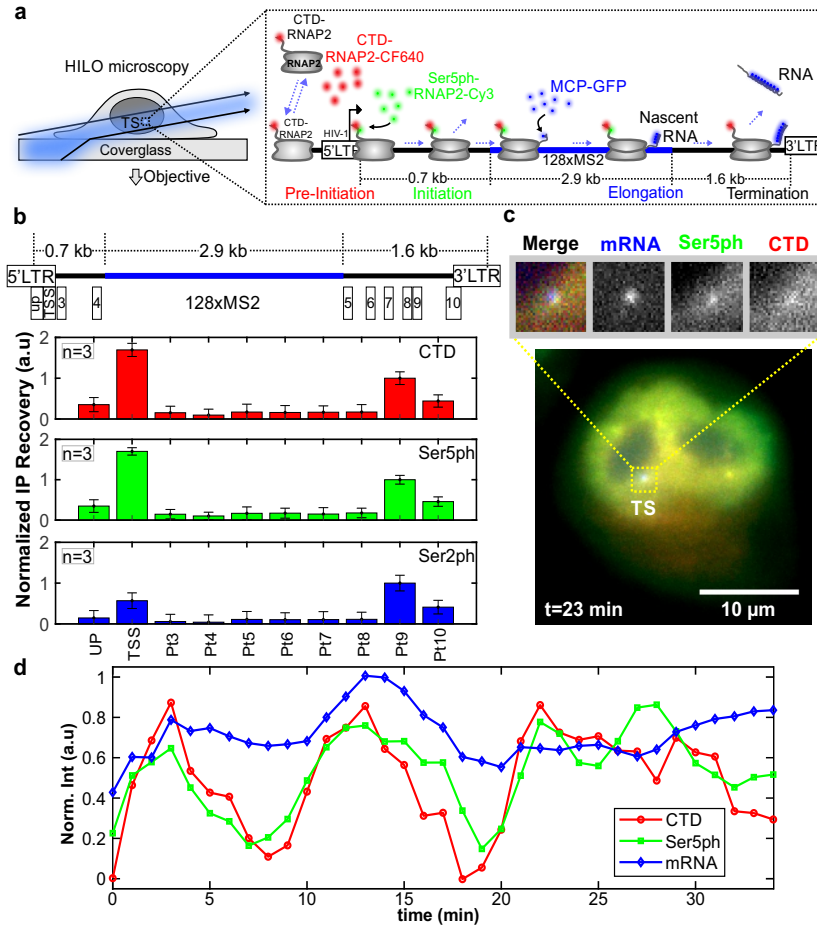 a
HILO microscopy
TS
Coverglass
Objective
CTD-
RNAP2
RNAP2
CTD-
RNAP2-CF640
Ser5ph-
RNAP2-Cy3
MCP-GFP
RNA
Nascent
RNA
CTD-
RNAP2
HIV-1
5'LTR
128xMS2
3'LTR
0.7 kb
2.9 kb
1.6 kb
Pre-Initiation
Initiation
Elongation
Termination
b
0.7 kb
2.9 kb
1.6 kb
5'LTR
3'LTR
UP
TSS
3
4
128xMS2
5
6
7
8
9
10
Normalized IP Recovery (a.u)
n=3
CTD
2
1
0
n=3
Ser5ph
2
1
0
n=3
Ser2ph
2
1
0
UP
TSS
Pt3
Pt4
Pt5
Pt6
Pt7
Pt8
Pt9
Pt10
c
Merge
mRNA
Ser5ph
CTD
TS
t=23 min
10 µm
d
Norm. Int (a.u)
1
0.8
0.6
0.4
0.2
0
CTD
Ser5ph
mRNA
0
5
10
15
20
25
30
time (min)